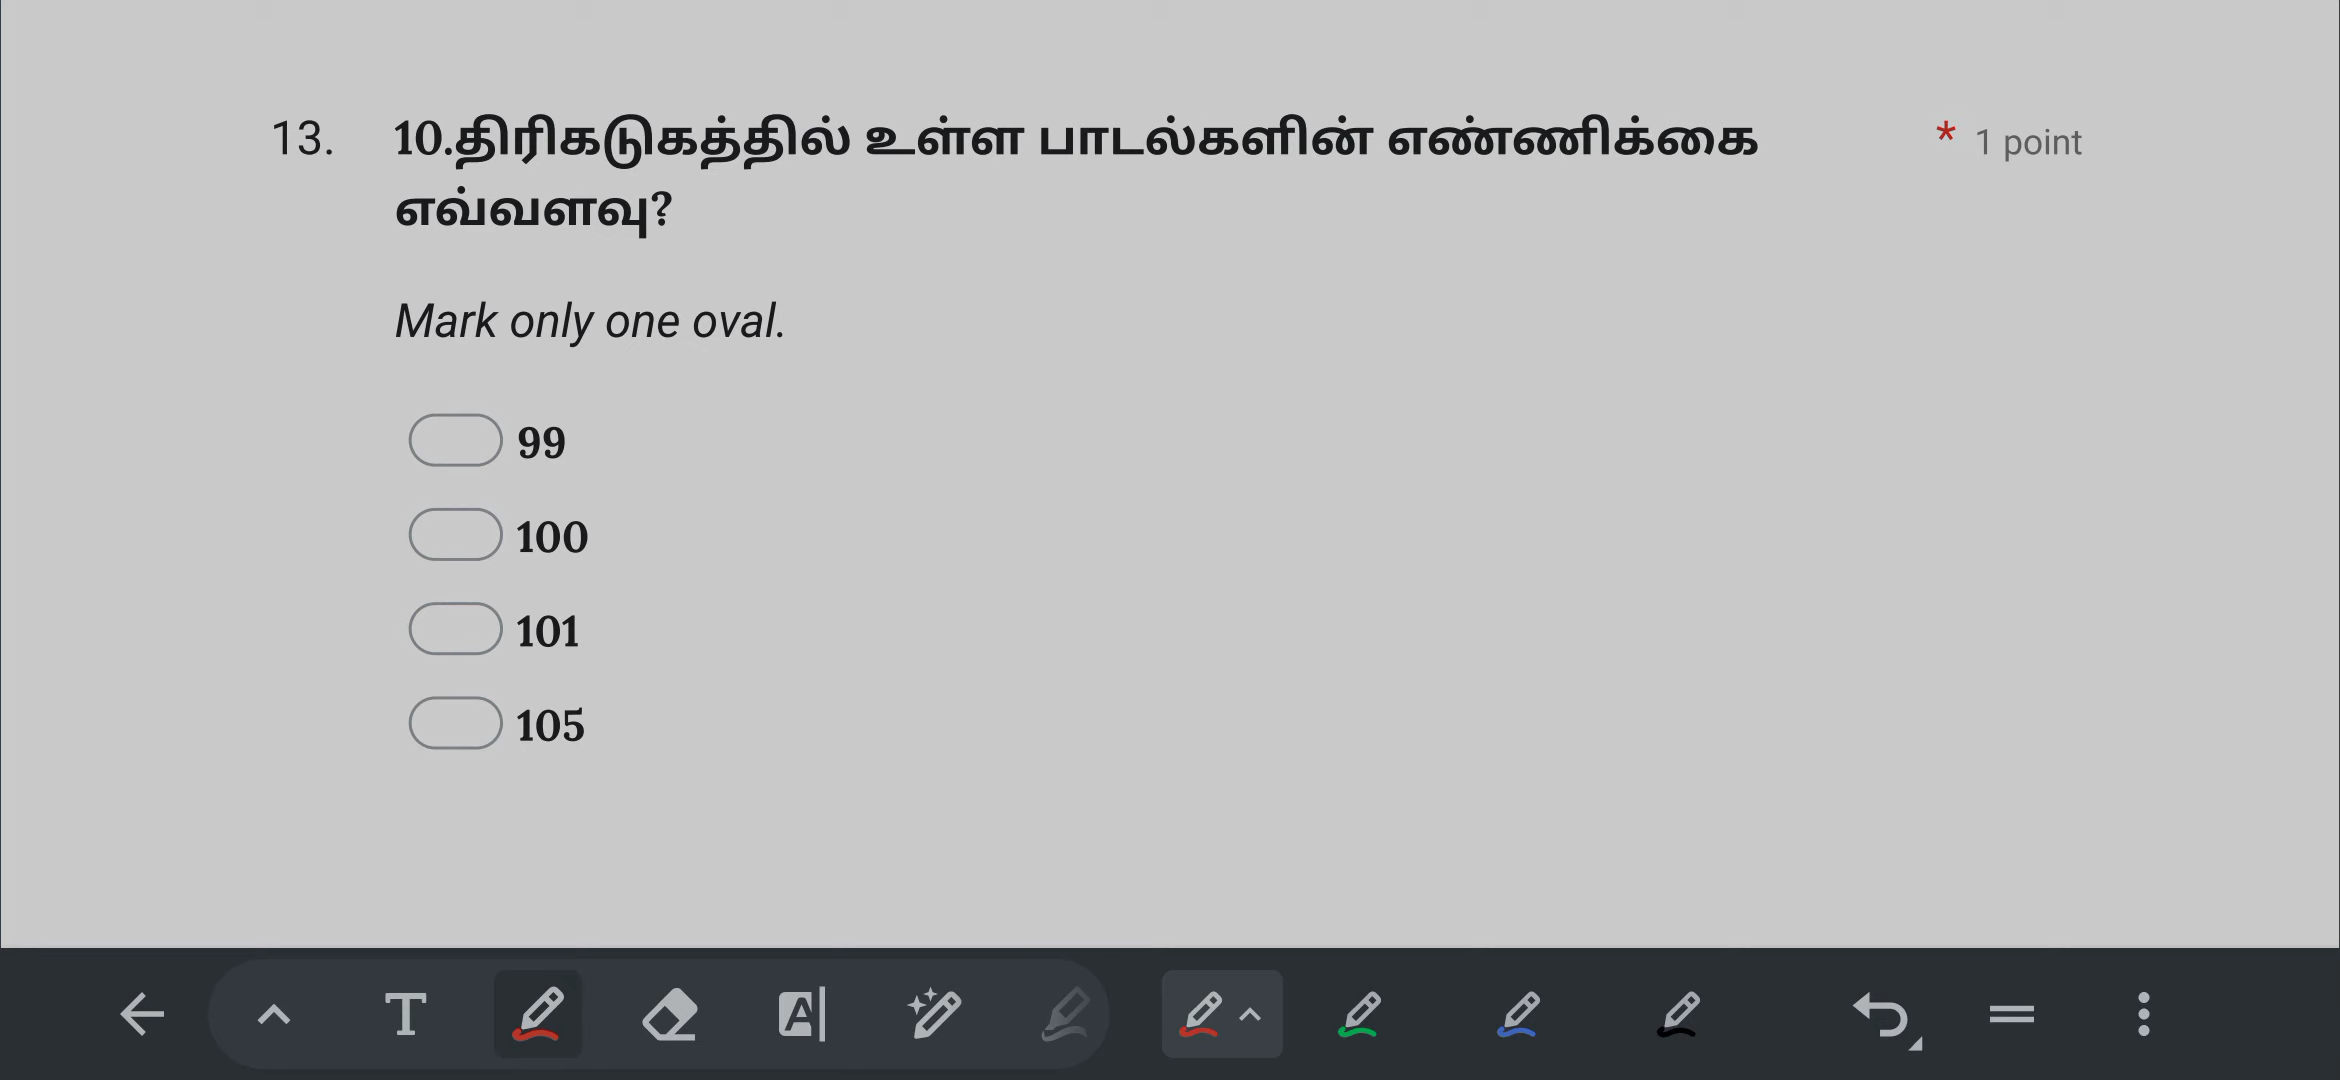 13. 10.திரிகடுகத்தில் உள்ள பாடல்களின் எண்ணிக்கை * 1 point
எவ்வளவு?
Mark only one oval.
99
100
101
105